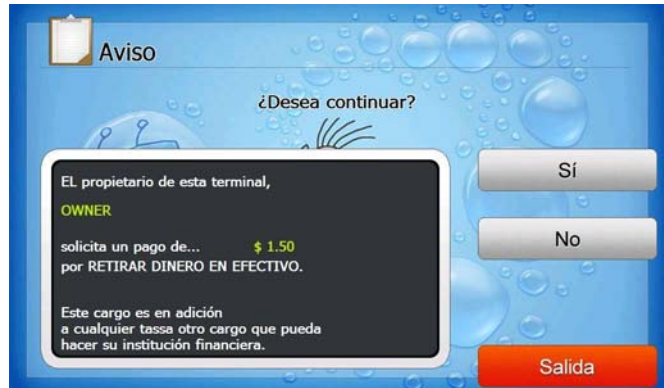 Aviso
¿Desea continuar?
EL propietario de esta terminal,
OWNER
solicita un pago de... $ 1.50
por RETIRAR DINERO EN EFECTIVO.
Este cargo es en adición
a cualquier tassa otro cargo que pueda
hacer su institución financiera.
Sí
No
Salida